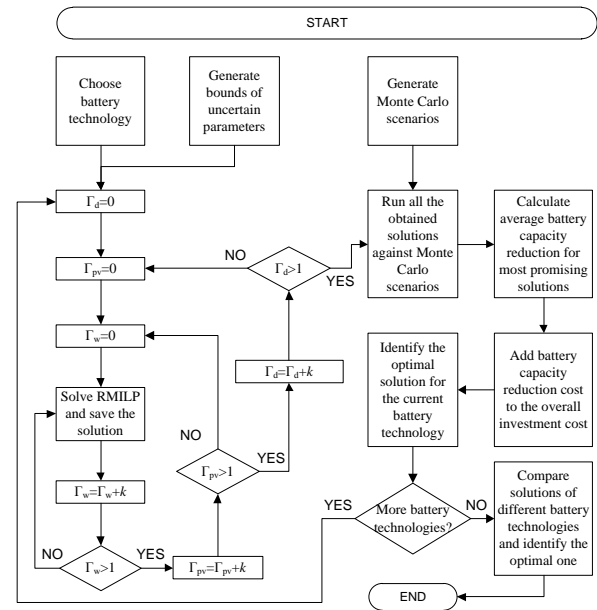 START
Choose
battery
technology
Generate
bounds of
uncertain
parameters
Generate
Monte Carlo
scenarios
Γd=0
Γpv=0
Γw=0
Solve RMILP
and save the
solution
Γw=Γw+k
Γw>1
NO
YES
Γpv=Γpv+k
Γpv>1
NO
YES
Γd=Γd+k
Γd>1
NO
YES
Run all the
obtained
solutions
against Monte
Carlo
scenarios
Calculate
average battery
capacity
reduction for
most promising
solutions
Add battery
capacity
reduction cost
to the overall
investment cost
Identify the
optimal
solution for
the current
battery
technology
More battery
technologies?
YES
NO
Compare
solutions of
different battery
technologies
and identify the
optimal one
END